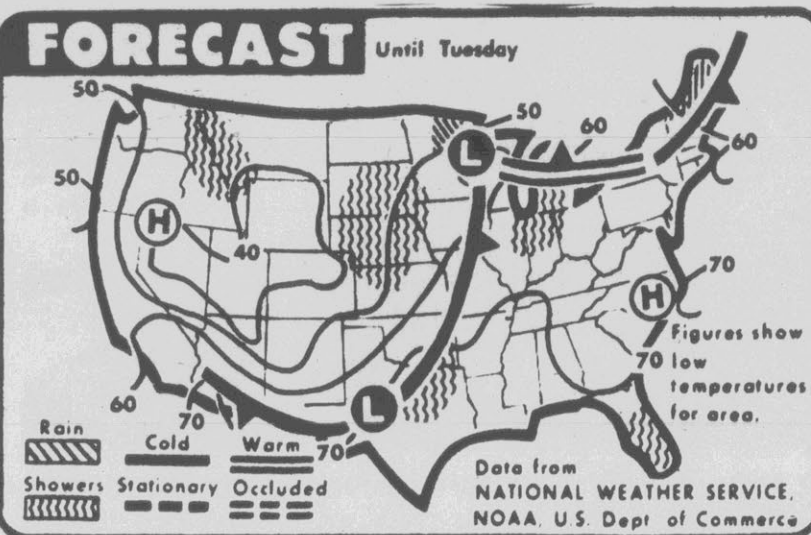 FORECAST Until Tuesday
50
50
60
50
L
60
H
40
70
H
Figures show
70 low
temperatures
for area.
60
70
L
70
Rain
Cold
Warm
Showers
Stationary
Occluded
Data from
NATIONAL WEATHER SERVICE,
NOAA, U.S. Dept of Commerce